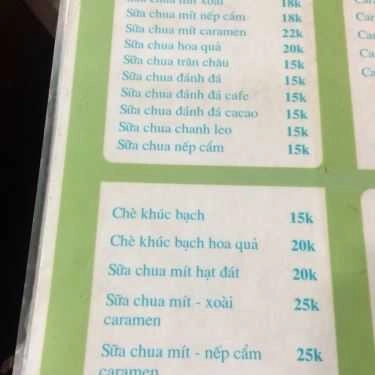 Sữa chua mít xoài 18k
Sữa chua mít nếp cẩm 18k
Sữa chua mít caramen 22k
Sữa chua hoa quả 20k
Sữa chua trân châu 15k
Sữa chua đánh đá 15k
Sữa chua đánh đá cafe 15k
Sữa chua đánh đá cacao 15k
Sữa chua chanh leo 15k
Sữa chua nếp cẩm 15k
Chè khúc bạch 15k
Chè khúc bạch hoa quả 20k
Sữa chua mít hạt đát 20k
Sữa chua mít - xoài 25k
caramen
Sữa chua mít - nếp cẩm 25k
caramen